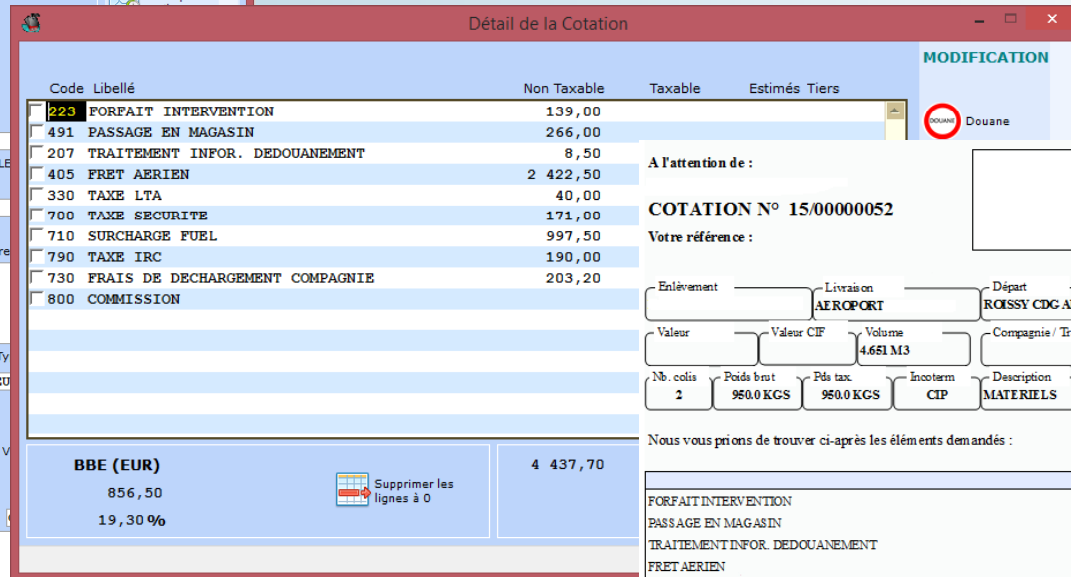 Détail de la Cotation
MODIFICATION
Code Libellé Non Taxable Taxable Estimés Tiers
223 FORFAIT INTERVENTION 139,00
DOUANE Douane
491 PASSAGE EN MAGASIN 266,00
207 TRAITEMENT INFOR. DEDOUANEMENT 8,50
405 FRET AERIEN 2 422,50
330 TAXE LTA 40,00
700 TAXE SECURITE 171,00
710 SURCHARGE FUEL 997,50
790 TAXE IRC 190,00
730 FRAIS DE DECHARGEMENT COMPAGNIE 203,20
800 COMMISSION
BBE (EUR)
856,50
19,30 %
Supprimer les
lignes à 0
4 437,70
A l'attention de :
COTATION N° 15/00000052
Votre référence :
Enlèvement Livraison Départ
AEROPORT ROISSY CDG A
Valeur Valeur CIF Volume Compagnie / Tr
4.651 M3
Nb. colis Poids brut Pds tax. Incoterm Description
2 950.0 KGS 950.0 KGS CIP MATERIELS
Nous vous prions de trouver ci-après les éléments demandés :
FORFAIT INTERVENTION
PASSAGE EN MAGASIN
TRAITEMENT INFOR. DEDOUANEMENT
FRET AERIEN